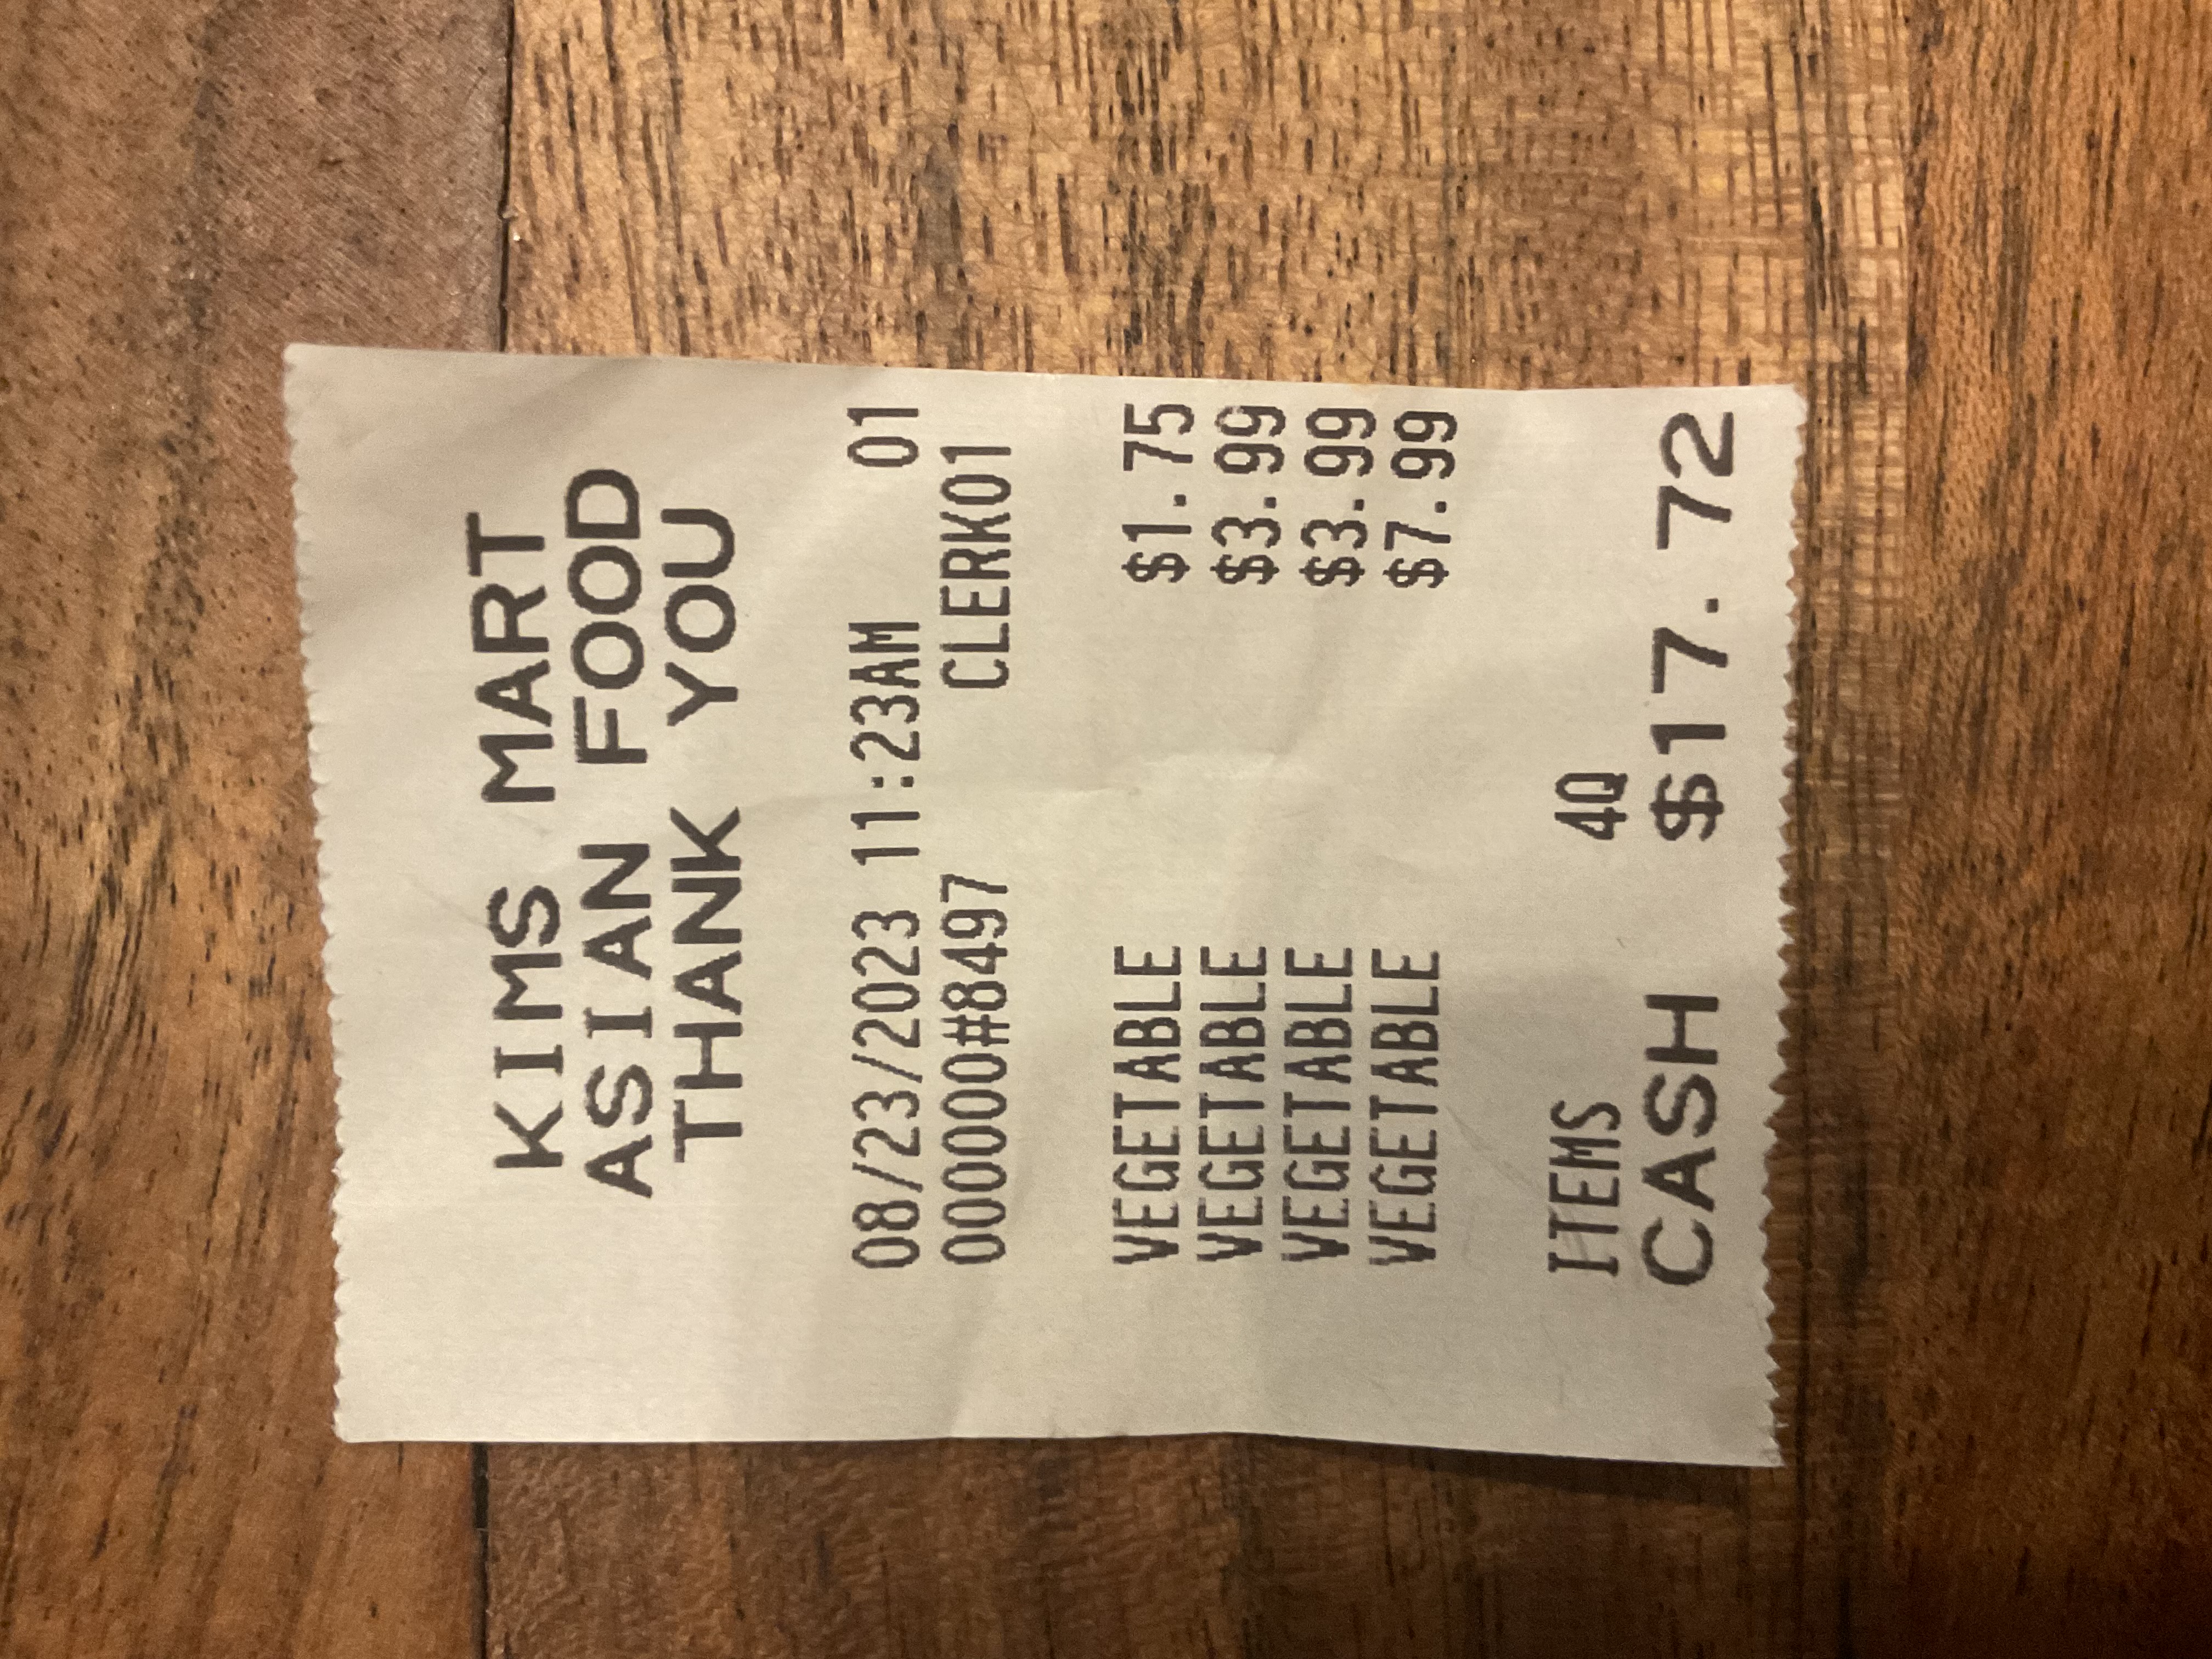 KIMS MART
ASIAN FOOD
THANK YOU
08/23/2023 11:23AM 01
000000#8497 CLERK01
VEGETABLE $1.75
VEGETABLE $3.99
VEGETABLE $3.99
VEGETABLE $7.99
ITEMS 4Q
CASH $17.72